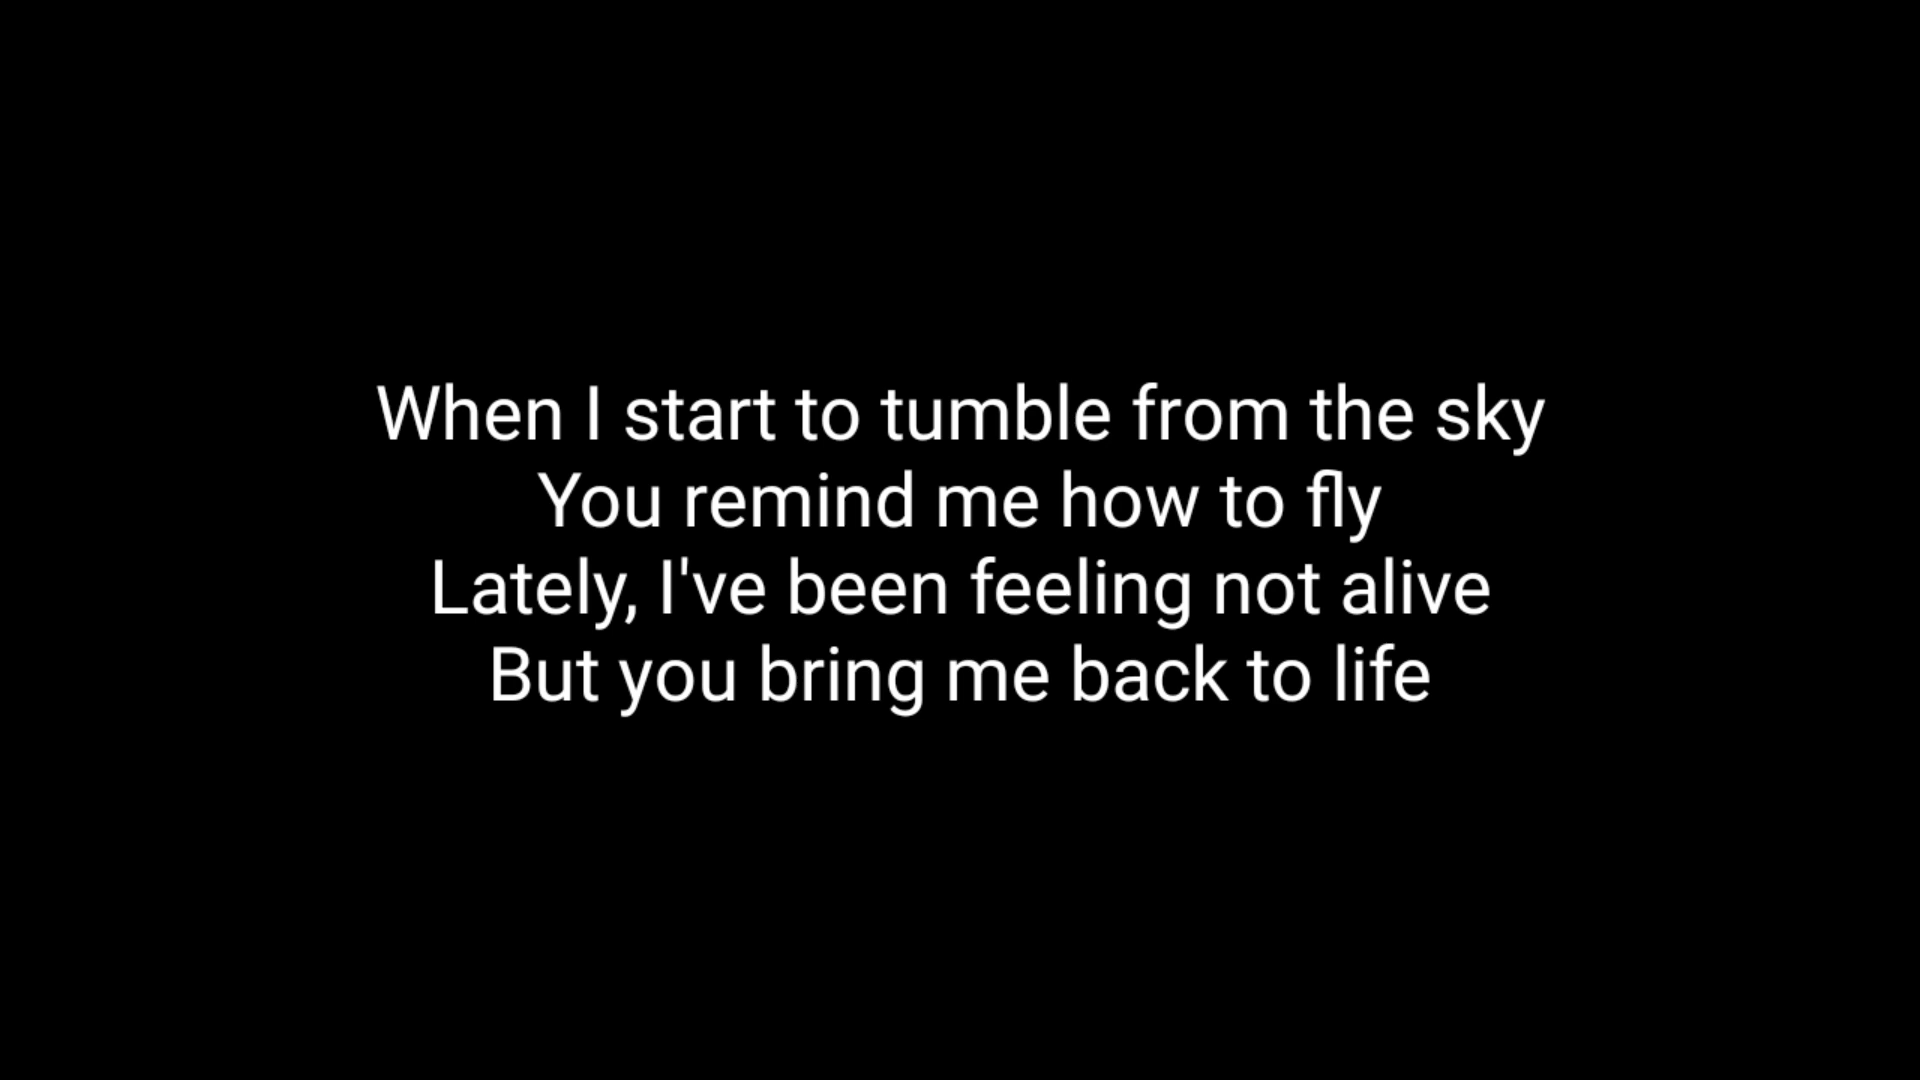 When I start to tumble from the sky
You remind me how to fly
Lately, I've been feeling not alive
But you bring me back to life